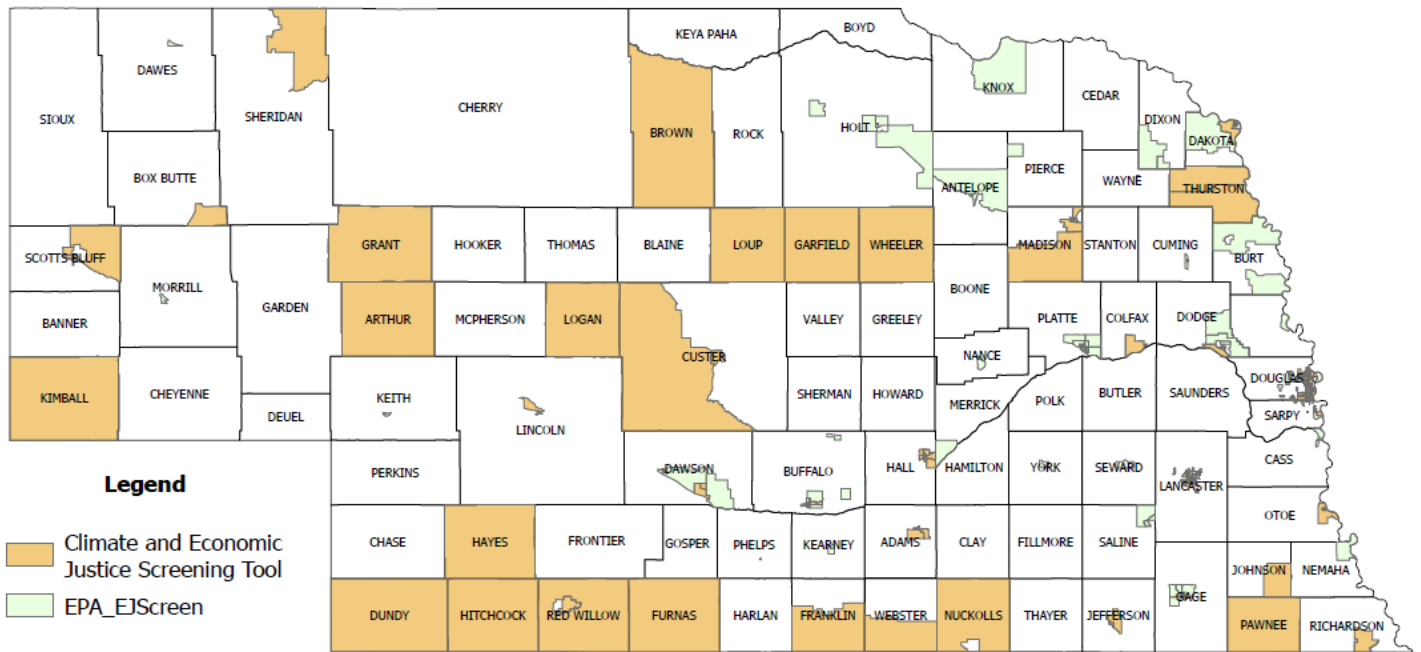 KEYA PAHA
BOYD
DAWES
KNOX
CEDAR
SIOUX
SHERIDAN
CHERRY
BROWN
ROCK
HOLT
DIXON
DAKOTA
BOX BUTTE
ANTELOPE
PIERCE
WAYNE
THURSTON
SCOTTS BLUFF
GRANT
HOOKER
THOMAS
BLAINE
LOUP
GARFIELD
WHEELER
MADISON
STANTON
CUMING
BURT
MORRILL
GARDEN
BOONE
BANNER
ARTHUR
MCPHERSON
LOGAN
CUSTER
VALLEY
GREELEY
PLATTE
COLFAX
DODGE
NANCE
KIMBALL
CHEYENNE
DEUEL
KEITH
LINCOLN
SHERMAN
HOWARD
MERRICK
POLK
BUTLER
SAUNDERS
DOUGLAS
SARPY
PERKINS
DAWSON
BUFFALO
HALL
HAMILTON
YORK
SEWARD
LANCASTER
CASS
OTOE
CHASE
HAYES
FRONTIER
GOSPER
PHELPS
KEARNEY
ADAMS
CLAY
FILLMORE
SALINE
JOHNSON
NEMAHA
DUNDY
HITCHCOCK
RED WILLOW
FURNAS
HARLAN
FRANKLIN
WEBSTER
NUCKOLLS
THAYER
JEFFERSON
GAGE
PAWNEE
RICHARDSON
Legend
Climate and Economic
Justice Screening Tool
EPA_EJScreen